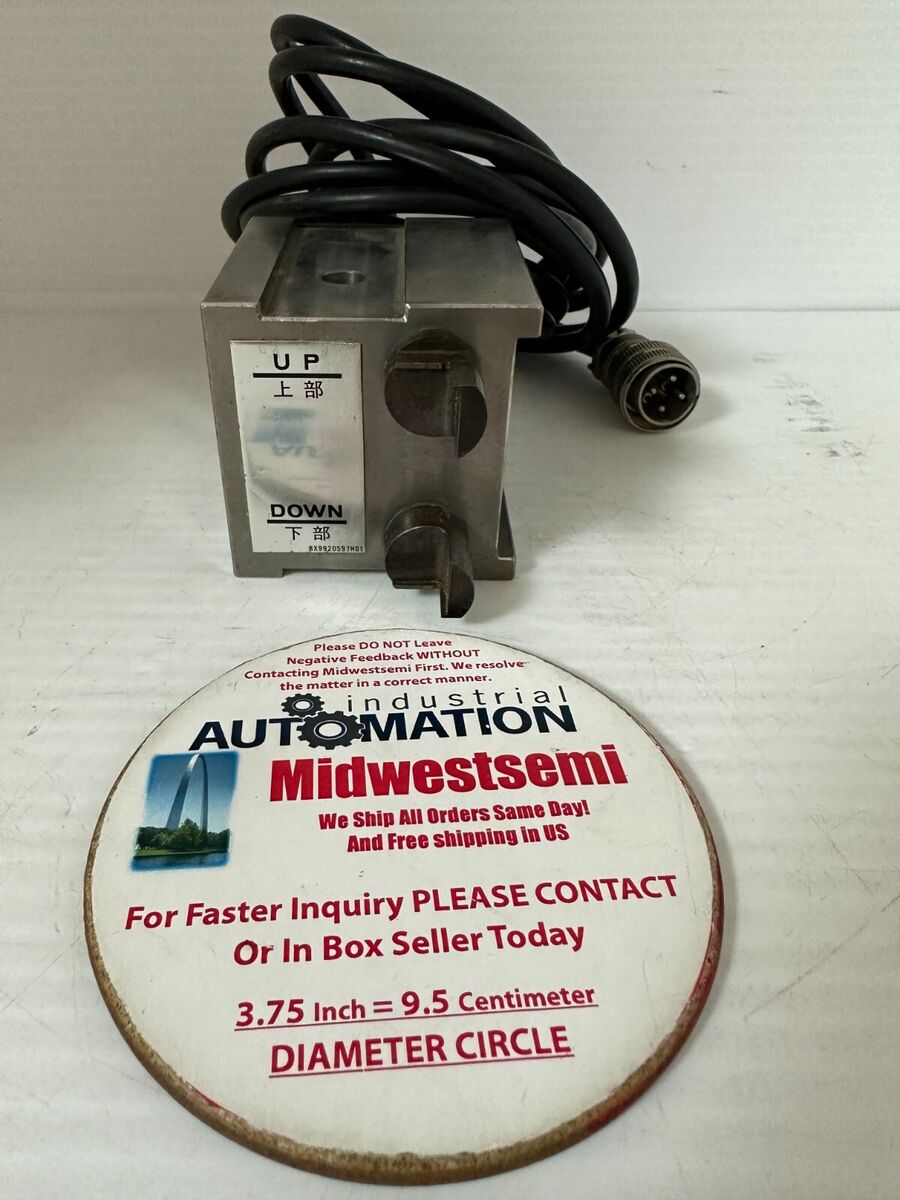 UP
上部
DOWN
下部
BX9920597H01
Please DO NOT Leave
Negative Feedback WITHOUT
Contacting Midwestsemi First. We resolve
the matter in a correct manner.
industrial
AUTOMATION
Midwestsemi
We Ship All Orders Same Day!
And Free shipping in US
For Faster Inquiry PLEASE CONTACT
Or In Box Seller Today
3.75 Inch = 9.5 Centimeter
DIAMETER CIRCLE